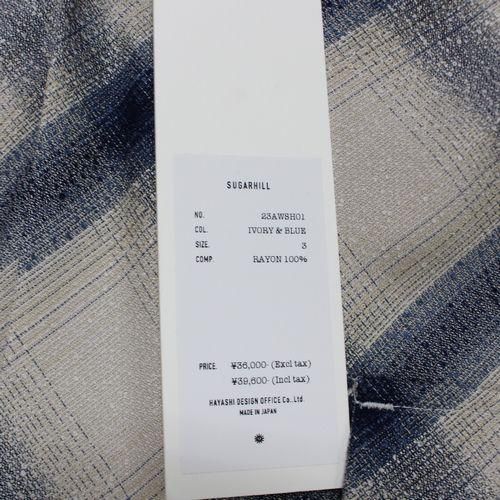 SUGARHILL
NO. 23AWSH01
COL. IVORY & BLUE
SIZE. 3
COMP. RAYON 100%
PRICE. ¥36,000- (Excl tax)
¥39,600- (Incl tax)
HAYASHI DESIGN OFFICE Co., Ltd.
MADE IN JAPAN